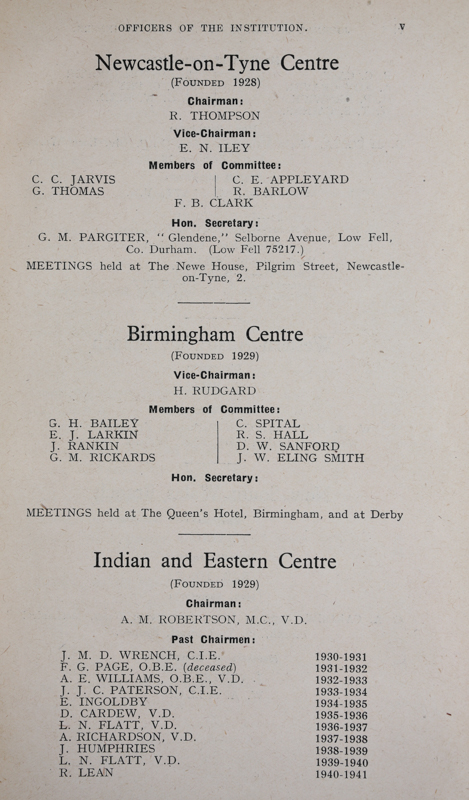 OFFICERS OF THE INSTITUTION. v
Newcastle-on-Tyne Centre
(FOUNDED 1928)
Chairman:
R. THOMPSON
Vice-Chairman:
E. N. ILEY
Members of Committee:
C. C. JARVIS | C. E. APPLEYARD
G. THOMAS | R. BARLOW
F. B. CLARK
Hon. Secretary:
G. M. PARGITER, "Glendene," Selborne Avenue, Low Fell,
Co. Durham. (Low Fell 75217.)
MEETINGS held at The Newe House, Pilgrim Street, Newcastle-
on-Tyne, 2.
Birmingham Centre
(FOUNDED 1929)
Vice-Chairman:
H. RUDGARD
Members of Committee:
G. H. BAILEY | C. SPITAL
E. J. LARKIN | R. S. HALL
J. RANKIN | D. W. SANFORD
G. M. RICKARDS | J. W. ELING SMITH
Hon. Secretary:
MEETINGS held at The Queen's Hotel, Birmingham, and at Derby
Indian and Eastern Centre
(FOUNDED 1929)
Chairman:
A. M. ROBERTSON, M.C., V.D.
Past Chairmen:
J. M. D. WRENCH, C.I.E. 1930-1931
F. G. PAGE, O.B.E. (deceased) 1931-1932
A. E. WILLIAMS, O.B.E., V.D. 1932-1933
J. J. C. PATERSON, C.I.E. 1933-1934
E. INGOLDBY 1934-1935
D. CARDEW, V.D. 1935-1936
L. N. FLATT, V.D. 1936-1937
A. RICHARDSON, V.D. 1937-1938
J. HUMPHRIES 1938-1939
L. N. FLATT, V.D. 1939-1940
R. LEAN 1940-1941